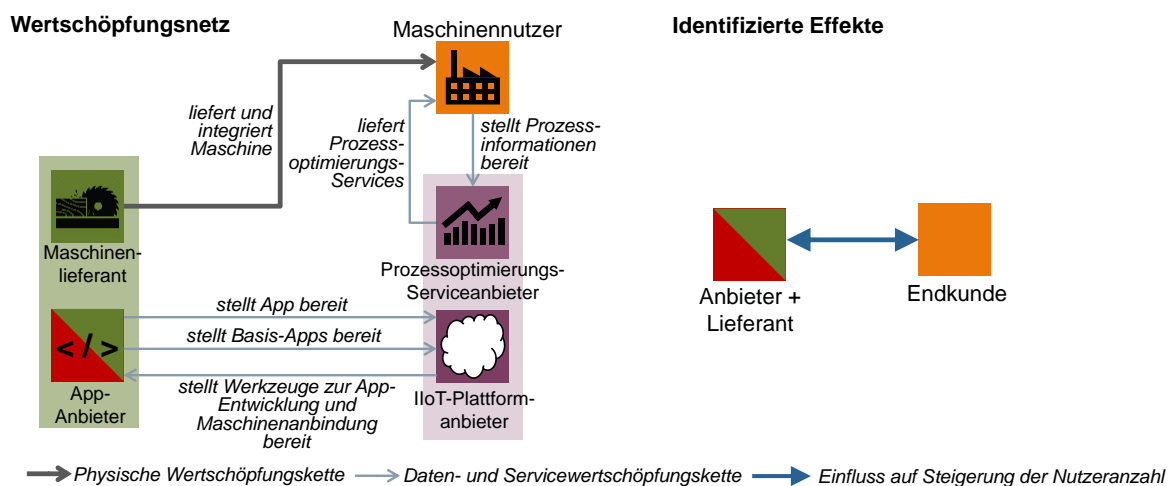 Wertschöpfungsnetz
Maschinennutzer
Identifizierte Effekte
liefert und
integriert
Maschine
liefert
Prozess-
optimierungs-
Services
stellt Prozess-
informationen
bereit
Maschinen-
lieferant
Prozessoptimierungs-
Serviceanbieter
Anbieter +
Lieferant
Endkunde
stellt App bereit
stellt Basis-Apps bereit
< / >
stellt Werkzeuge zur App-
Entwicklung und
Maschinenanbindung
bereit
App-
Anbieter
IIoT-Plattform-
anbieter
Physische Wertschöpfungskette
Daten- und Servicewertschöpfungskette
Einfluss auf Steigerung der Nutzeranzahl